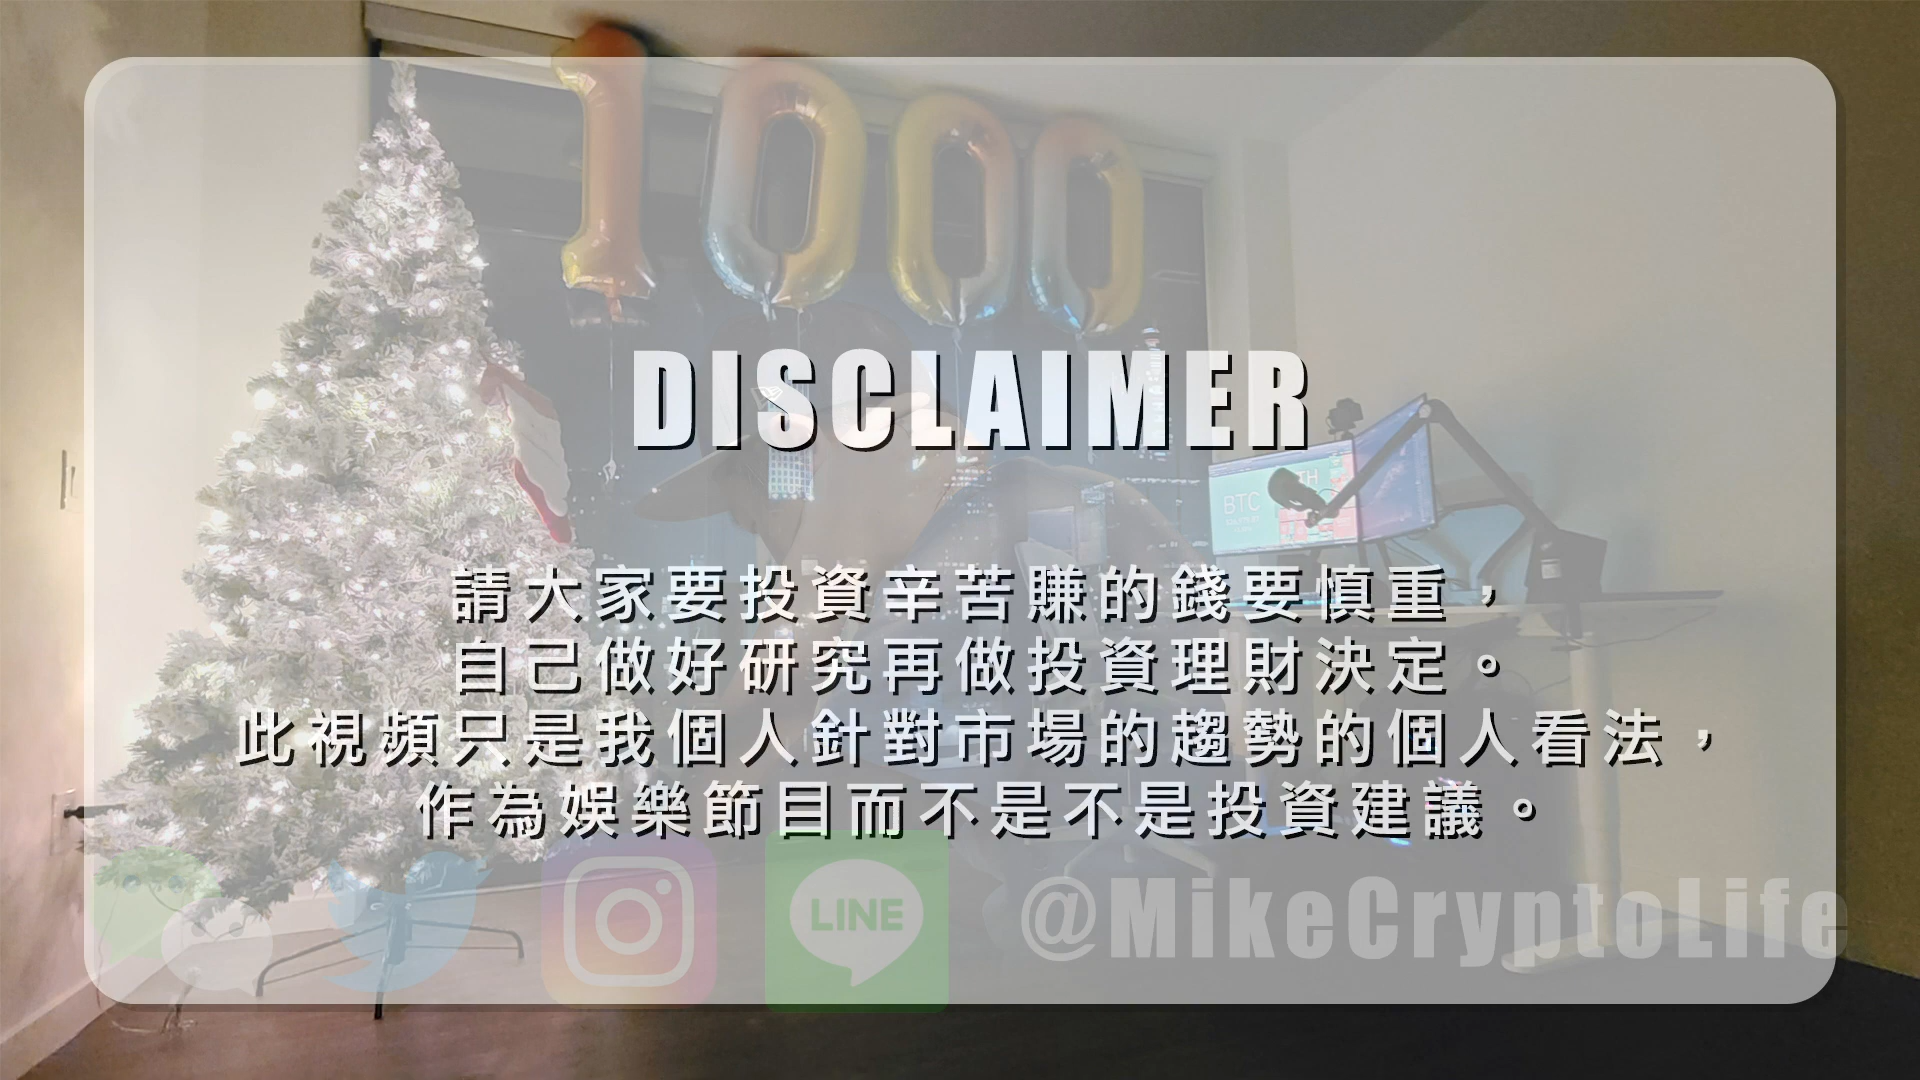 1000
DISCLAIMER
BTC
TH
請大家要投資辛苦賺的錢要慎重，
自己做好研究再做投資理財決定。
此視頻只是我個人針對市場的趨勢的個人看法，
作為娛樂節目而不是不是投資建議。
LINE
@MikeCryptoLife